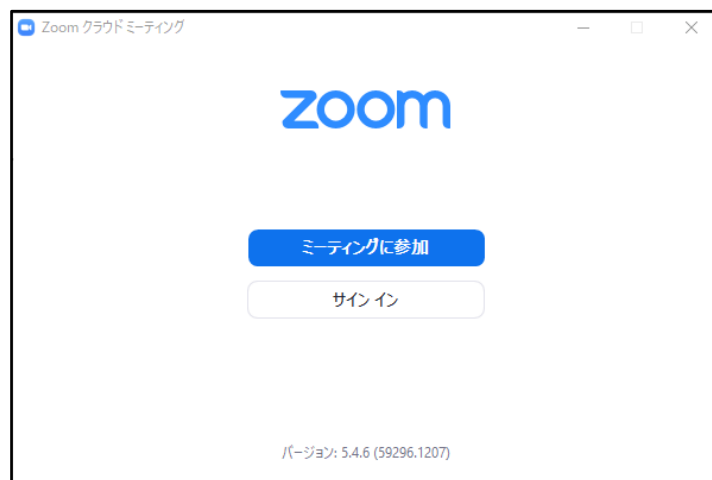 Zoom クラウド ミーティング
zoom
ミーティングに参加
サイン イン
バージョン: 5.4.6 (59296.1207)